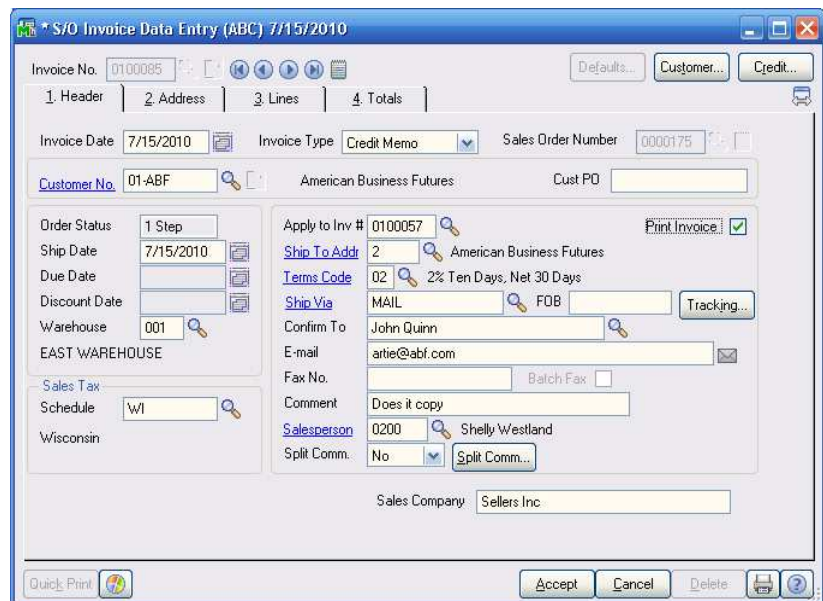 * S/O Invoice Data Entry (ABC) 7/15/2010
Invoice No. 0100085 Defaults... Customer... Credit...
1. Header 2. Address 3. Lines 4. Totals
Invoice Date 7/15/2010 Invoice Type Credit Memo Sales Order Number 0000175
Customer No. 01-ABF American Business Futures Cust PO
Order Status 1 Step Apply to Inv # 0100057 Print Invoice
Ship Date 7/15/2010 Ship To Addr 2 American Business Futures
Due Date Terms Code 02 2% Ten Days, Net 30 Days
Discount Date Ship Via MAIL FOB Tracking...
Warehouse 001 Confirm To John Quinn
EAST WAREHOUSE E-mail artie@abf.com
Fax No. Batch Fax
Sales Tax
Schedule WI Comment Does it copy
Wisconsin Salesperson 0200 Shelly Westland
Split Comm. No Split Comm...
Sales Company Sellers Inc
Quick Print Accept Cancel Delete